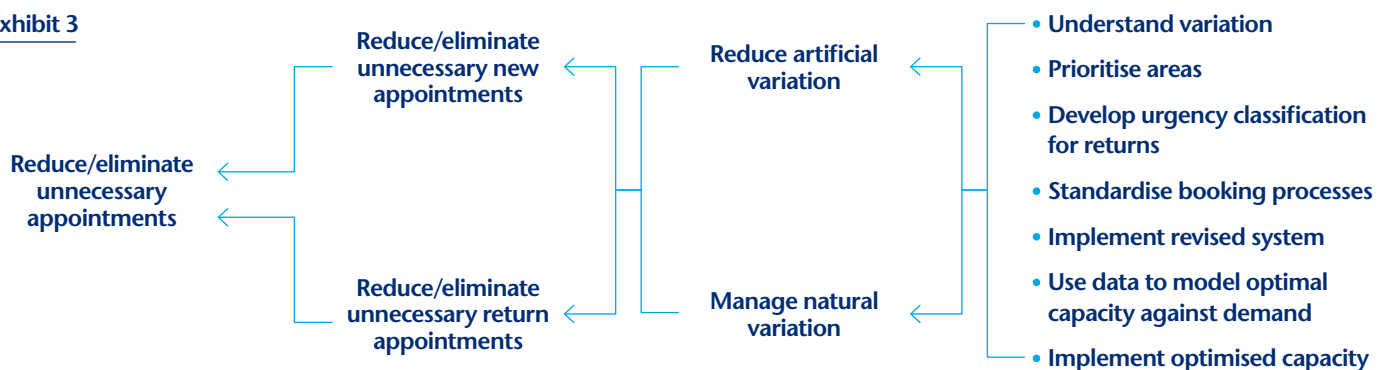 xhibit 3
Reduce/eliminate
unnecessary
appointments
Reduce/eliminate
unnecessary new
appointments
Reduce/eliminate
unnecessary return
appointments
Reduce artificial
variation
Manage natural
variation
• Understand variation
• Prioritise areas
• Develop urgency classification
for returns
• Standardise booking processes
• Implement revised system
• Use data to model optimal
capacity against demand
• Implement optimised capacity